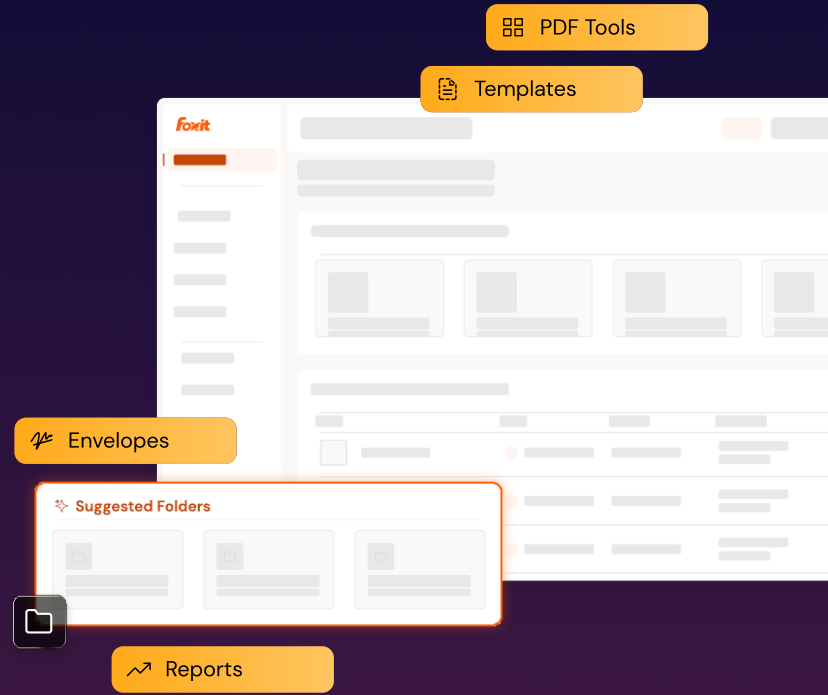 PDF Tools
Templates
Foxit
Envelopes
Suggested Folders
Reports